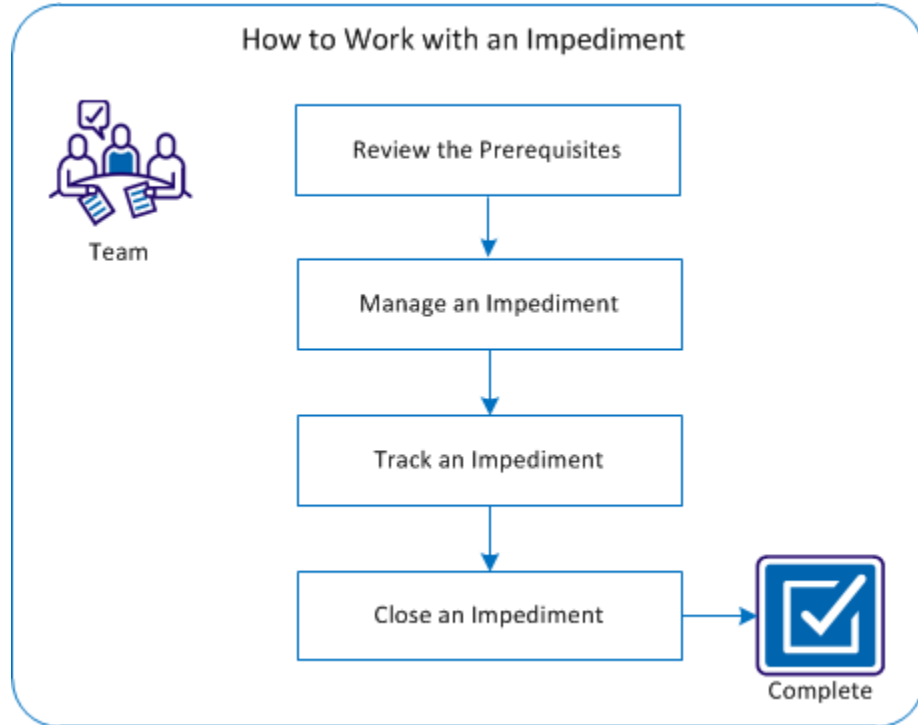 How to Work with an Impediment
Team
Review the Prerequisites
Manage an Impediment
Track an Impediment
Close an Impediment
Complete